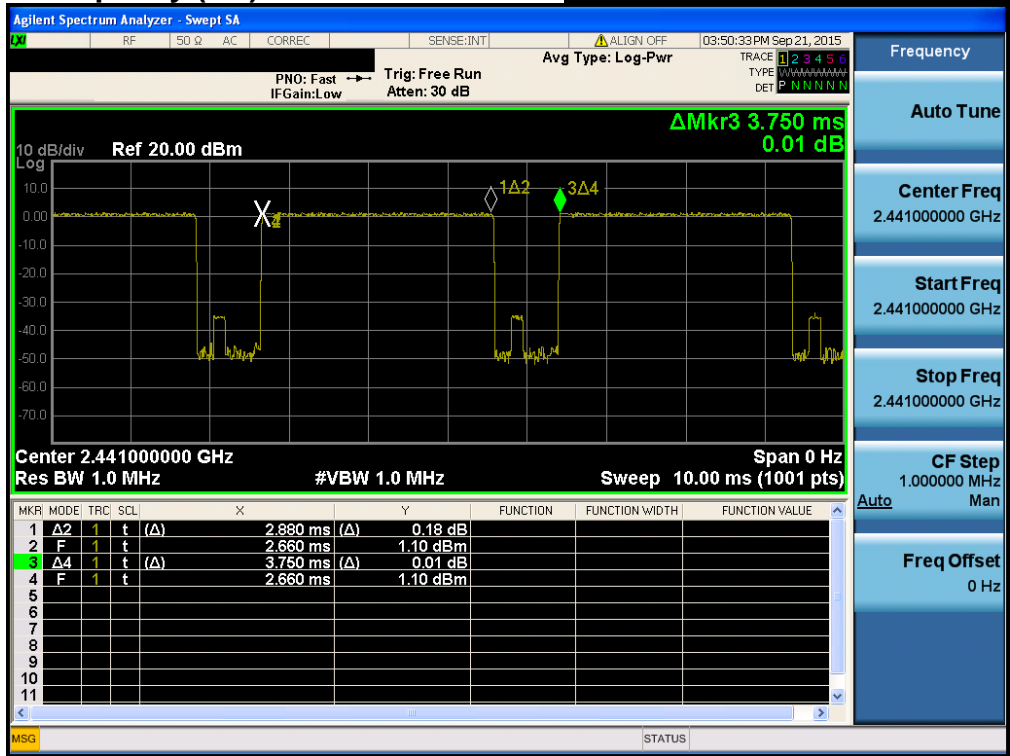 Agilent Spectrum Analyzer - Swept SA
LXI RF 50 Ω AC CORREC SENSE:INT ALIGN OFF 03:50:33 PM Sep 21, 2015
Avg Type: Log-Pwr TRACE 1 2 3 4 5 6
PNO: Fast Trig: Free Run TYPE
IFGain:Low Atten: 30 dB DET P N N N N N
ΔMkr3 3.750 ms
0.01 dB
10 dB/div Ref 20.00 dBm
Log
10.0
0.00
-10.0
-20.0
-30.0
-40.0
-50.0
-60.0
-70.0
1Δ2
3Δ4
X
Center 2.441000000 GHz Span 0 Hz
Res BW 1.0 MHz #VBW 1.0 MHz Sweep 10.00 ms (1001 pts)
MKR MODE TRC SCL X Y FUNCTION FUNCTION WIDTH FUNCTION VALUE
1 Δ2 1 t (Δ) 2.880 ms (Δ) 0.18 dB
2 F 1 t 2.660 ms 1.10 dBm
3 Δ4 1 t (Δ) 3.750 ms (Δ) 0.01 dB
4 F 1 t 2.660 ms 1.10 dBm
5
6
7
8
9
10
11
MSG STATUS
Frequency
Auto Tune
Center Freq
2.441000000 GHz
Start Freq
2.441000000 GHz
Stop Freq
2.441000000 GHz
CF Step
1.000000 MHz
Auto Man
Freq Offset
0 Hz